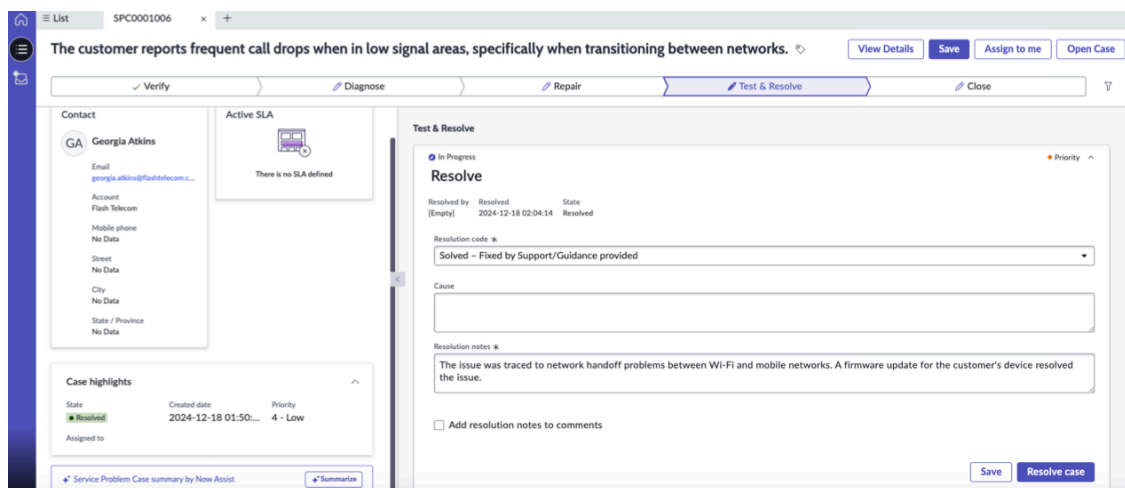 List
SPC0001006
The customer reports frequent call drops when in low signal areas, specifically when transitioning between networks.
View Details
Save
Assign to me
Open Case
Verify
Diagnose
Repair
Test & Resolve
Close
Contact
GA
Georgia Atkins
Email
georgia.atkins@flashtelecom.c...
Account
Flash Telecom
Mobile phone
No Data
Street
No Data
City
No Data
State / Province
No Data
Active SLA
There is no SLA defined
Case highlights
State
Created date
Priority
Resolved
2024-12-18 01:50:...
4 - Low
Assigned to
Service Problem Case summary by Now Assist
Summarize
Test & Resolve
In Progress
Priority
Resolve
Resolved by
Resolved
State
[Empty]
2024-12-18 02:04:14
Resolved
Resolution code
Solved – Fixed by Support/Guidance provided
Cause
Resolution notes
The issue was traced to network handoff problems between Wi-Fi and mobile networks. A firmware update for the customer's device resolved
the issue.
Add resolution notes to comments
Save
Resolve case